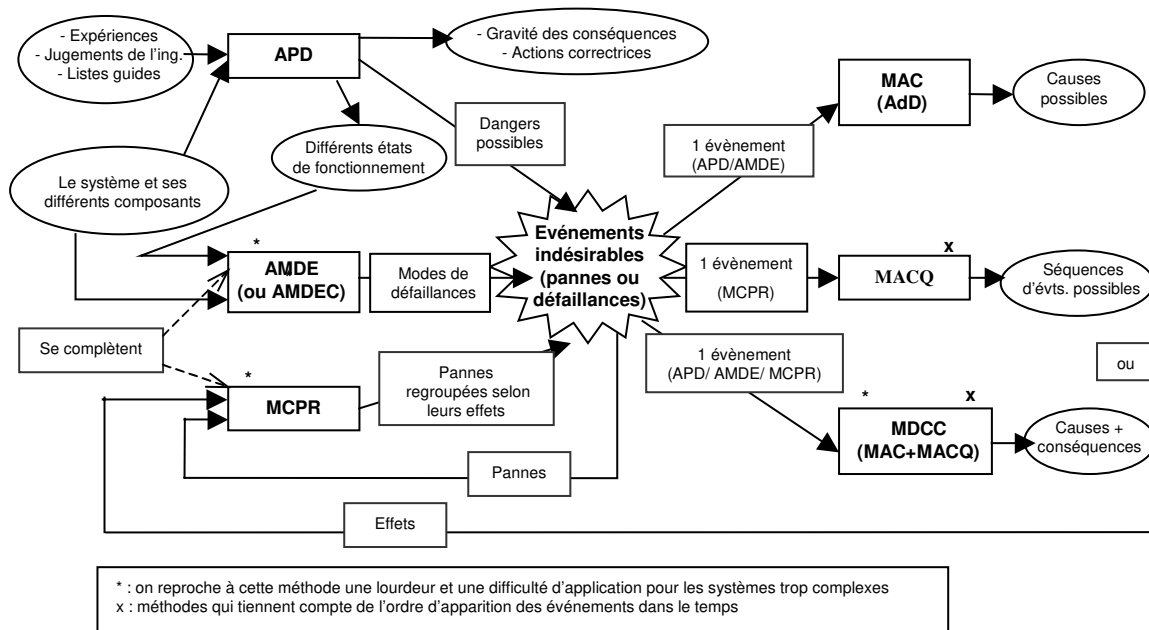 - Expériences
- Jugements de l'ing.
- Listes guides
APD
- Gravité des conséquences
- Actions correctrices
MAC
(AdD)
Causes
possibles
Dangers
possibles
1 évènement
(APD/AMDE)
Différents états
de fonctionnement
Le système et ses
différents composants
*
AMDE
(ou AMDEC)
Modes de
défaillances
Evénements
indésirables
(pannes ou
défaillances)
1 évènement
(MCPR)
x
MACQ
Séquences
d'évts. possibles
Se complètent
*
MCPR
Pannes
regroupées selon
leurs effets
1 évènement
(APD/ AMDE/ MCPR)
ou
* x
MDCC
(MAC+MACQ)
Causes +
conséquences
Pannes
Effets
* : on reproche à cette méthode une lourdeur et une difficulté d'application pour les systèmes trop complexes
x : méthodes qui tiennent compte de l'ordre d'apparition des événements dans le temps